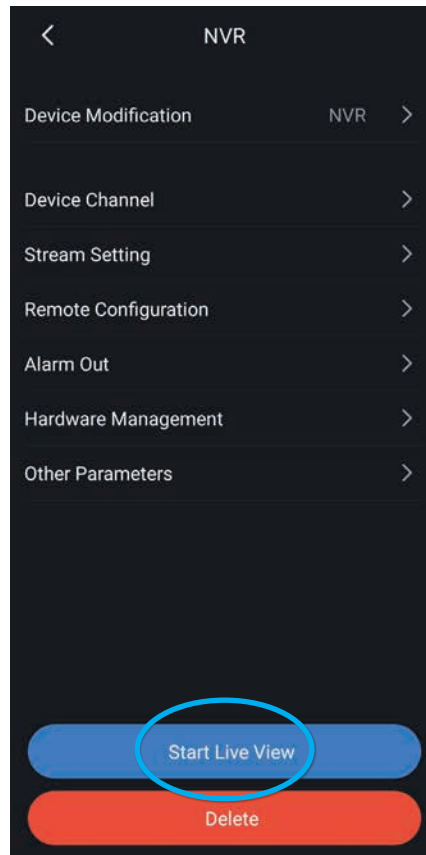 NVR
Device Modification NVR
Device Channel
Stream Setting
Remote Configuration
Alarm Out
Hardware Management
Other Parameters
Start Live View
Delete